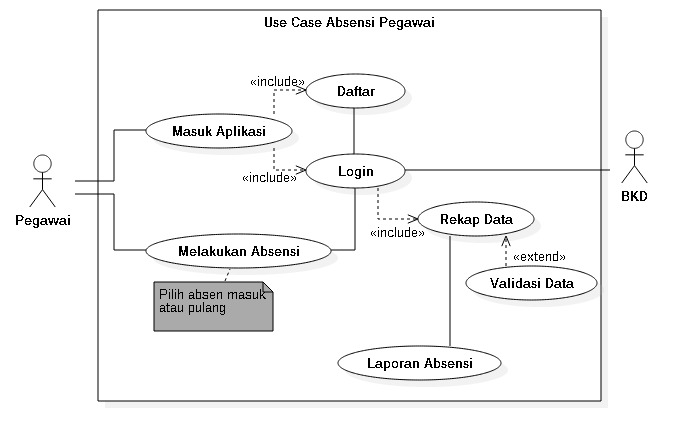 Use Case Absensi Pegawai
«include»
Daftar
Masuk Aplikasi
«include»
Login
Pegawai
BKD
Rekap Data
«include»
Melakukan Absensi
«extend»
Validasi Data
Pilih absen masuk
atau pulang
Laporan Absensi